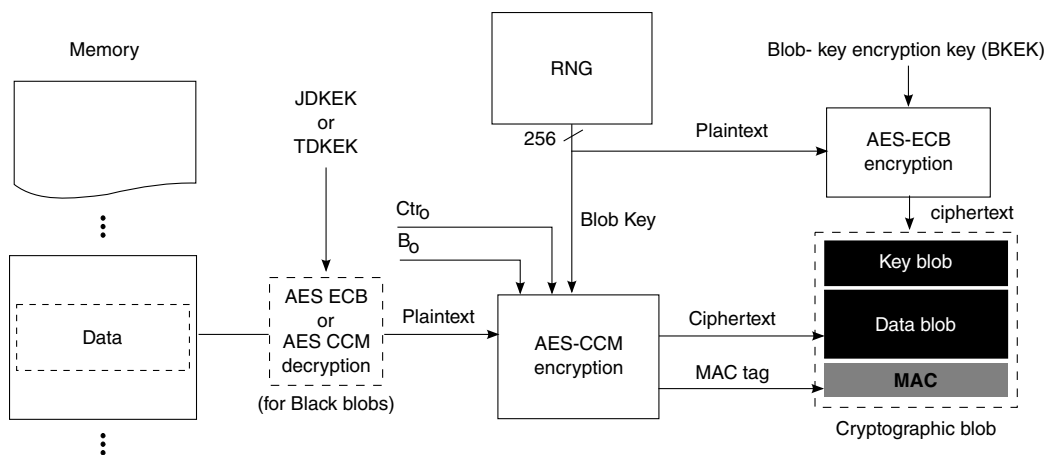 Memory
RNG
Blob- key encryption key (BKEK)
JDKEK
or
TDKEK
256
Plaintext
AES-ECB
encryption
Ctro
Bo
Blob Key
ciphertext
Key blob
Data
AES ECB
or
AES CCM
decryption
Plaintext
AES-CCM
encryption
Ciphertext
Data blob
MAC tag
MAC
(for Black blobs)
Cryptographic blob